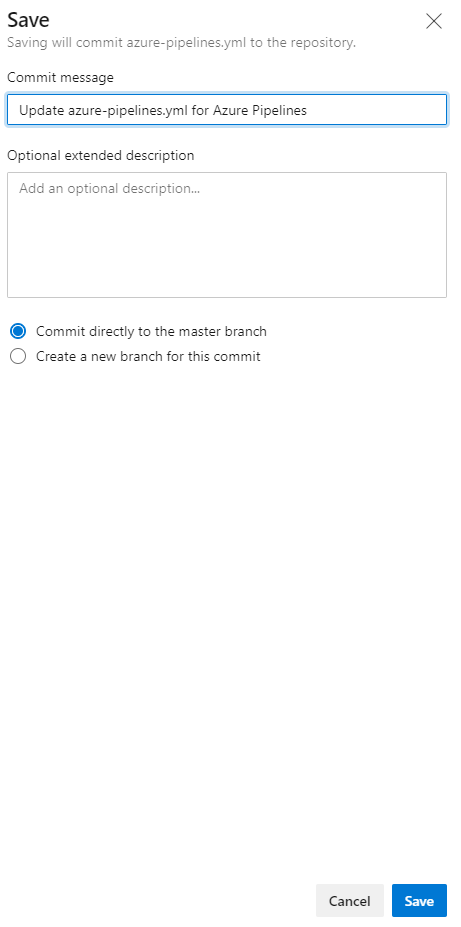 Save
Saving will commit azure-pipelines.yml to the repository.
Commit message
Update azure-pipelines.yml for Azure Pipelines
Optional extended description
Add an optional description...
Commit directly to the master branch
Create a new branch for this commit
Cancel
Save